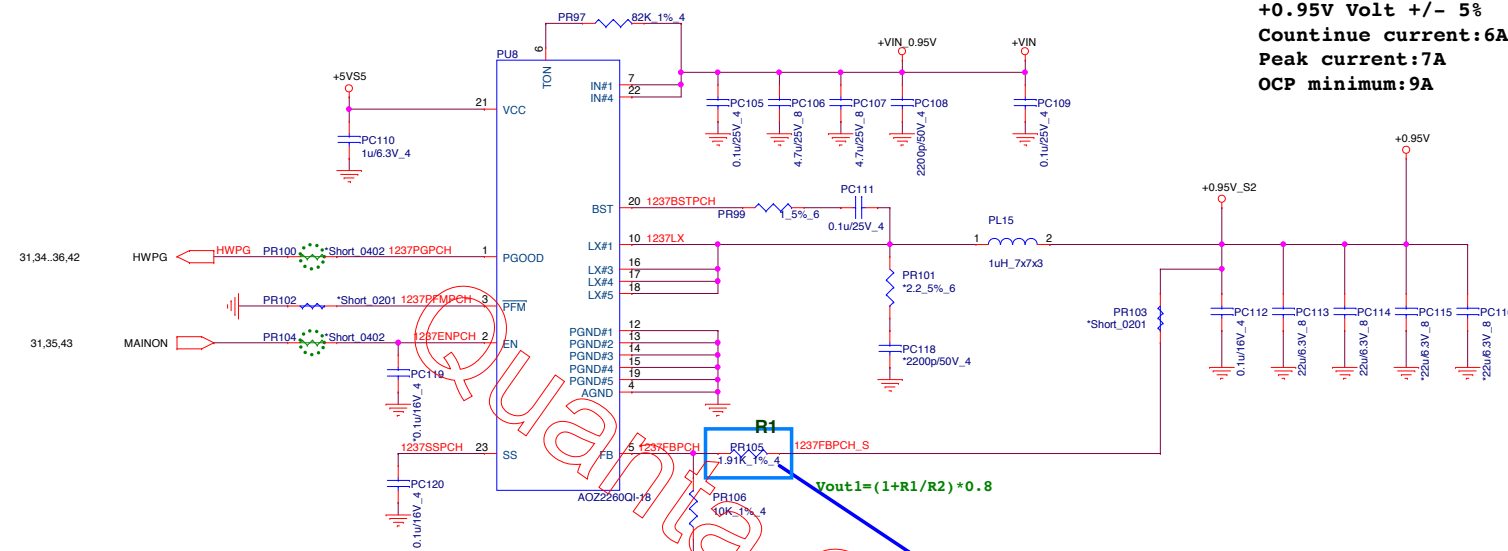 +0.95V Volt +/- 5%
Countinue current:6A
Peak current:7A
OCP minimum:9A
PR97
82K_1%_4
PU8
6
TON
+VIN_0.95V
+VIN
+5VS5
21
VCC
IN#1
7
IN#4
22
PC105
0.1u/25V_4
PC106
4.7u/25V_8
PC107
4.7u/25V_8
PC108
2200p/50V_4
PC109
0.1u/25V_4
PC110
1u/6.3V_4
+0.95V
+0.95V_S2
BST
20
1237BSTPCH
PR99
1_5%_6
PC111
0.1u/25V_4
PL15
1
2
1uH_7x7x3
LX#1
10
1237LX
LX#3
16
LX#4
17
LX#5
18
31,34..36,42
HWPG
HWPG
PR100
*Short_0402
1237PGPCH
1
PGOOD
PR101
*2.2_5%_6
PR102
*Short_0201
1237PFMPCH
3
PFM
31,35,43
MAINON
PR104
*Short_0402
1237ENPCH
2
EN
PC119
*0.1u/16V_4
PGND#1
12
PGND#2
13
PGND#3
14
PGND#4
15
PGND#5
19
AGND
4
PC118
*2200p/50V_4
PR103
*Short_0201
PC112
0.1u/16V_4
PC113
22u/6.3V_8
PC114
22u/6.3V_8
PC115
*22u/6.3V_8
*22u/6.3V_8
1237SSPCH
23
SS
PC120
0.1u/16V_4
FB
5
1237FBPCH
R1
PR105
1.91K_1%_4
1237FBPCH_S
AOZ2260QI-18
PR106
10K_1%_4
Vout1=(1+R1/R2)*0.8
Quanta